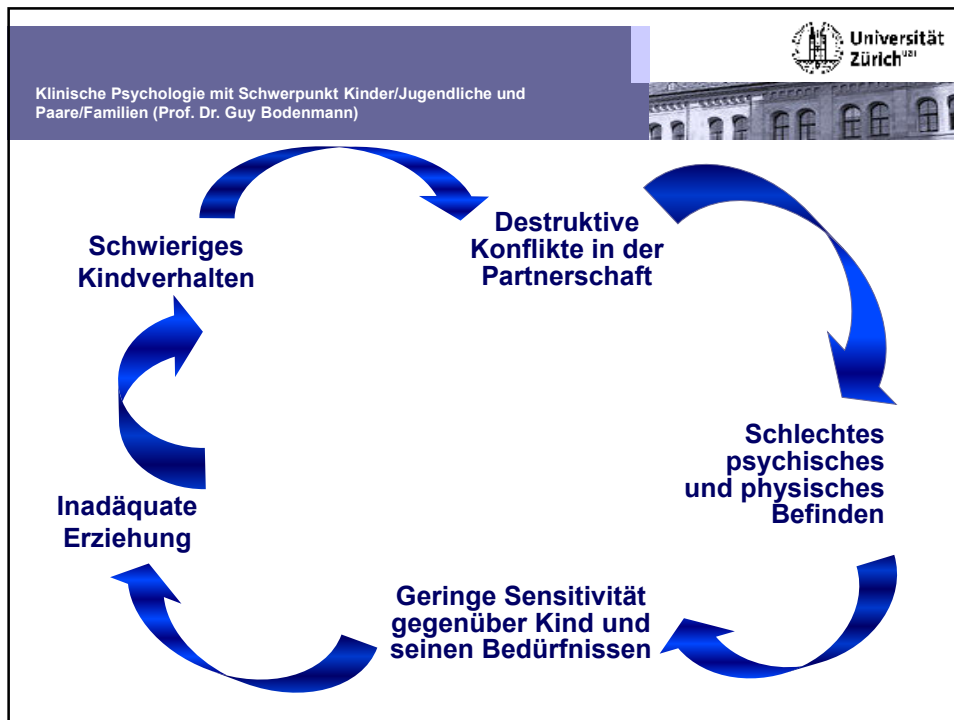 Universität
Zürich
Klinische Psychologie mit Schwerpunkt Kinder/Jugendliche und
Paare/Familien (Prof. Dr. Guy Bodenmann)
Destruktive
Konflikte in der
Partnerschaft
Schlechtes
psychisches
und physisches
Befinden
Geringe Sensitivität
gegenüber Kind und
seinen Bedürfnissen
Inadäquate
Erziehung
Schwieriges
Kindverhalten